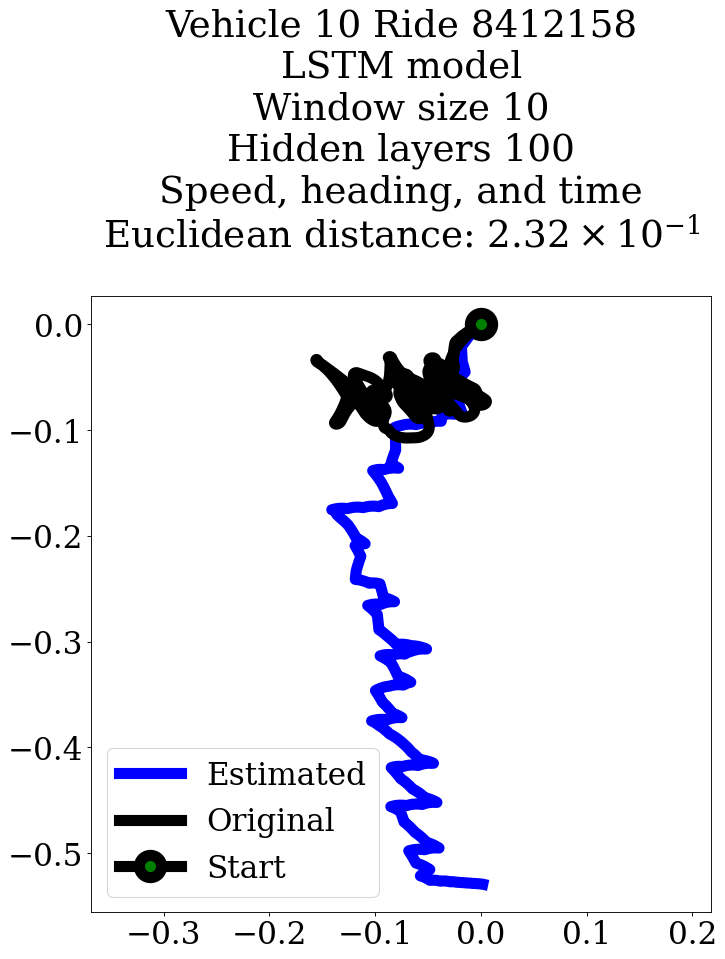 Vehicle 10 Ride 8412158
LSTM model
Window size 10
Hidden layers 100
Speed, heading, and time
Euclidean distance: 2.32 × 10⁻¹
0.0
−0.1
−0.2
−0.3
−0.4
−0.5
Estimated
Original
Start
−0.3 −0.2 −0.1 0.0 0.1 0.2